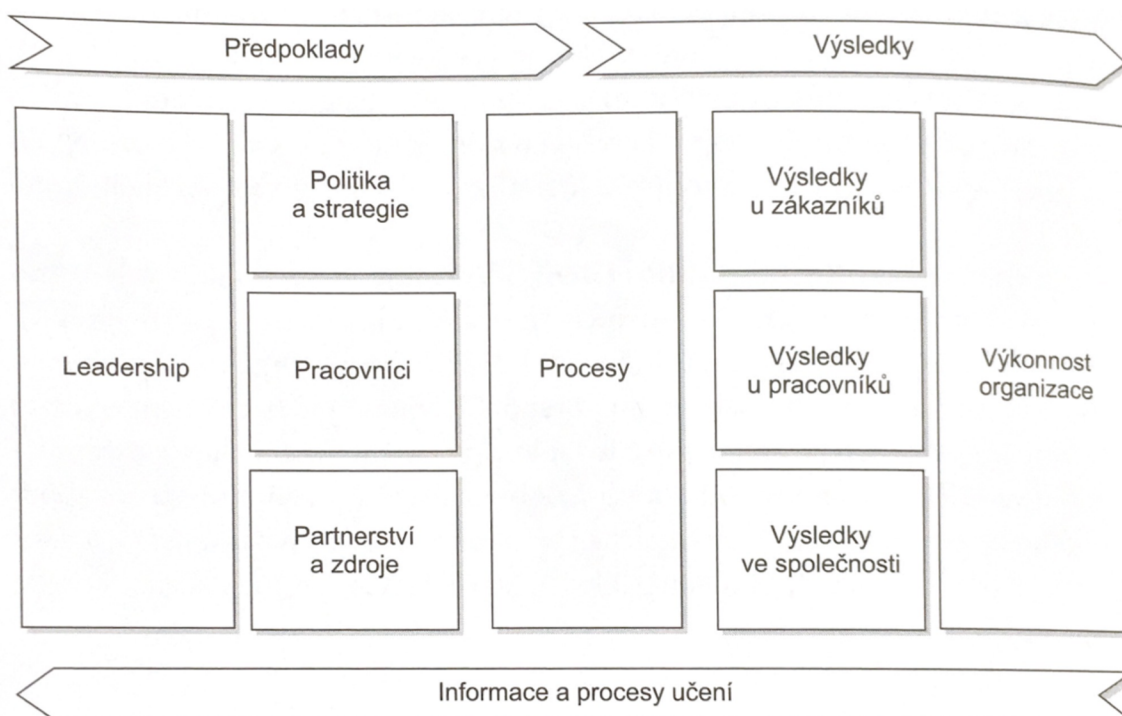 Předpoklady
Výsledky
Leadership
Politika
a strategie
Pracovníci
Partnerství
a zdroje
Procesy
Výsledky
u zákazníků
Výsledky
u pracovníků
Výsledky
ve společnosti
Výkonnost
organizace
Informace a procesy učení